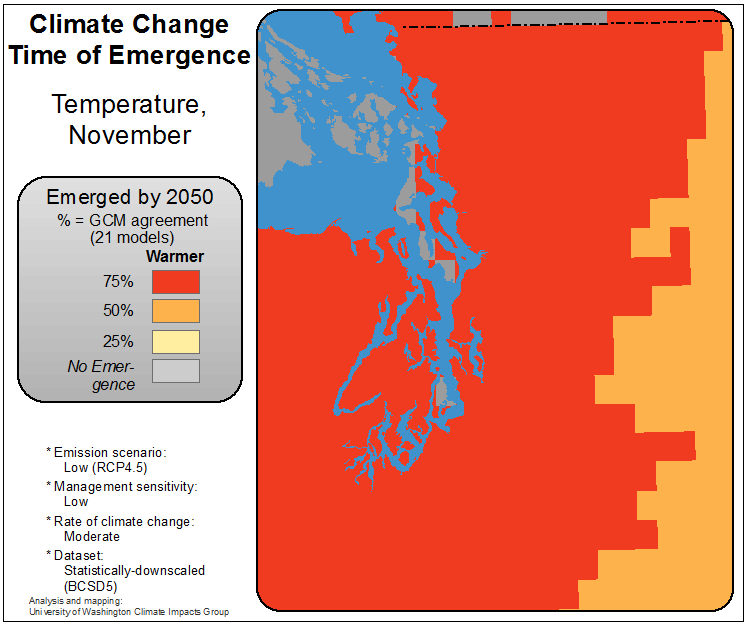 Climate Change
Time of Emergence
Temperature,
November
Emerged by 2050
% = GCM agreement
(21 models)
Warmer
75%
50%
25%
No Emer-
gence
* Emission scenario:
Low (RCP4.5)
* Management sensitivity:
Low
* Rate of climate change:
Moderate
* Dataset:
Statistically-downscaled
(BCSD5)
Analysis and mapping:
University of Washington Climate Impacts Group